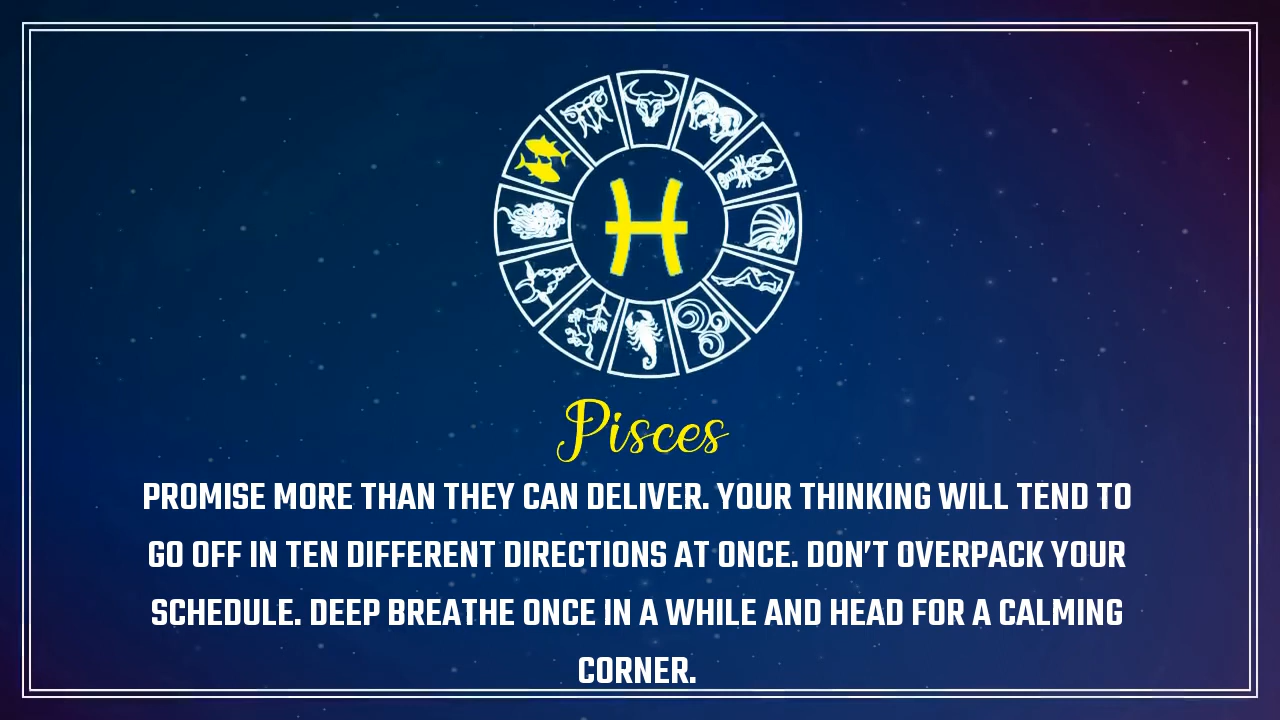 Pisces
PROMISE MORE THAN THEY CAN DELIVER. YOUR THINKING WILL TEND TO
GO OFF IN TEN DIFFERENT DIRECTIONS AT ONCE. DON'T OVERPACK YOUR
SCHEDULE. DEEP BREATHE ONCE IN A WHILE AND HEAD FOR A CALMING
CORNER.